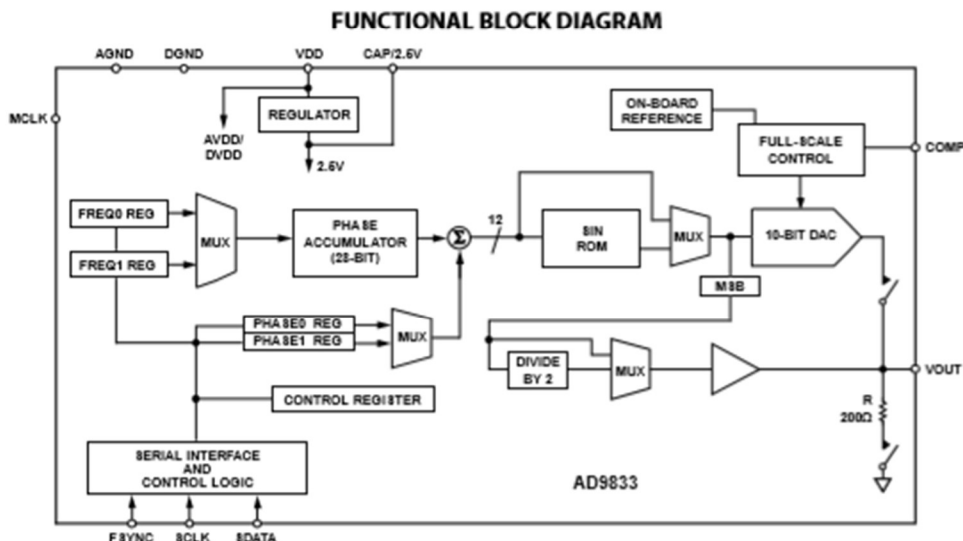 FUNCTIONAL BLOCK DIAGRAM
AGND
DGND
VDD
CAP/2.5V
MCLK
REGULATOR
AVDD/
DVDD
2.5V
ON-BOARD
REFERENCE
FULL-SCALE
CONTROL
COMP
FREQ0 REG
FREQ1 REG
MUX
PHASE
ACCUMULATOR
(28-BIT)
Σ
12
SIN
ROM
MUX
10-BIT DAC
MSB
PHASE0 REG
PHASE1 REG
MUX
DIVIDE
BY 2
MUX
VOUT
R
200Ω
CONTROL REGISTER
SERIAL INTERFACE
AND
CONTROL LOGIC
AD9833
FSYNC
SCLK
SDATA